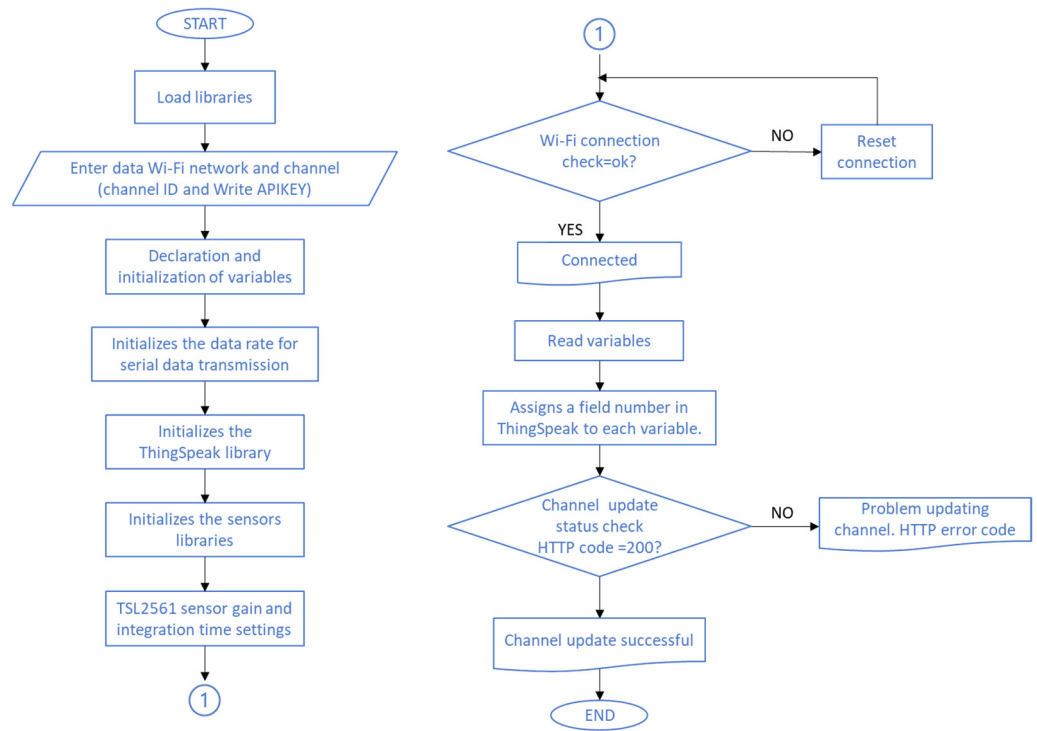 START
Load libraries
Enter data Wi-Fi network and channel
(channel ID and Write APIKEY)
Declaration and
initialization of variables
Initializes the data rate for
serial data transmission
Initializes the
ThingSpeak library
Initializes the sensors
libraries
TSL2561 sensor gain and
integration time settings
1
1
Wi-Fi connection
check=ok?
NO
Reset
connection
YES
Connected
Read variables
Assigns a field number in
ThingSpeak to each variable.
Channel update
status check
HTTP code =200?
NO
Problem updating
channel. HTTP error code
Channel update successful
END